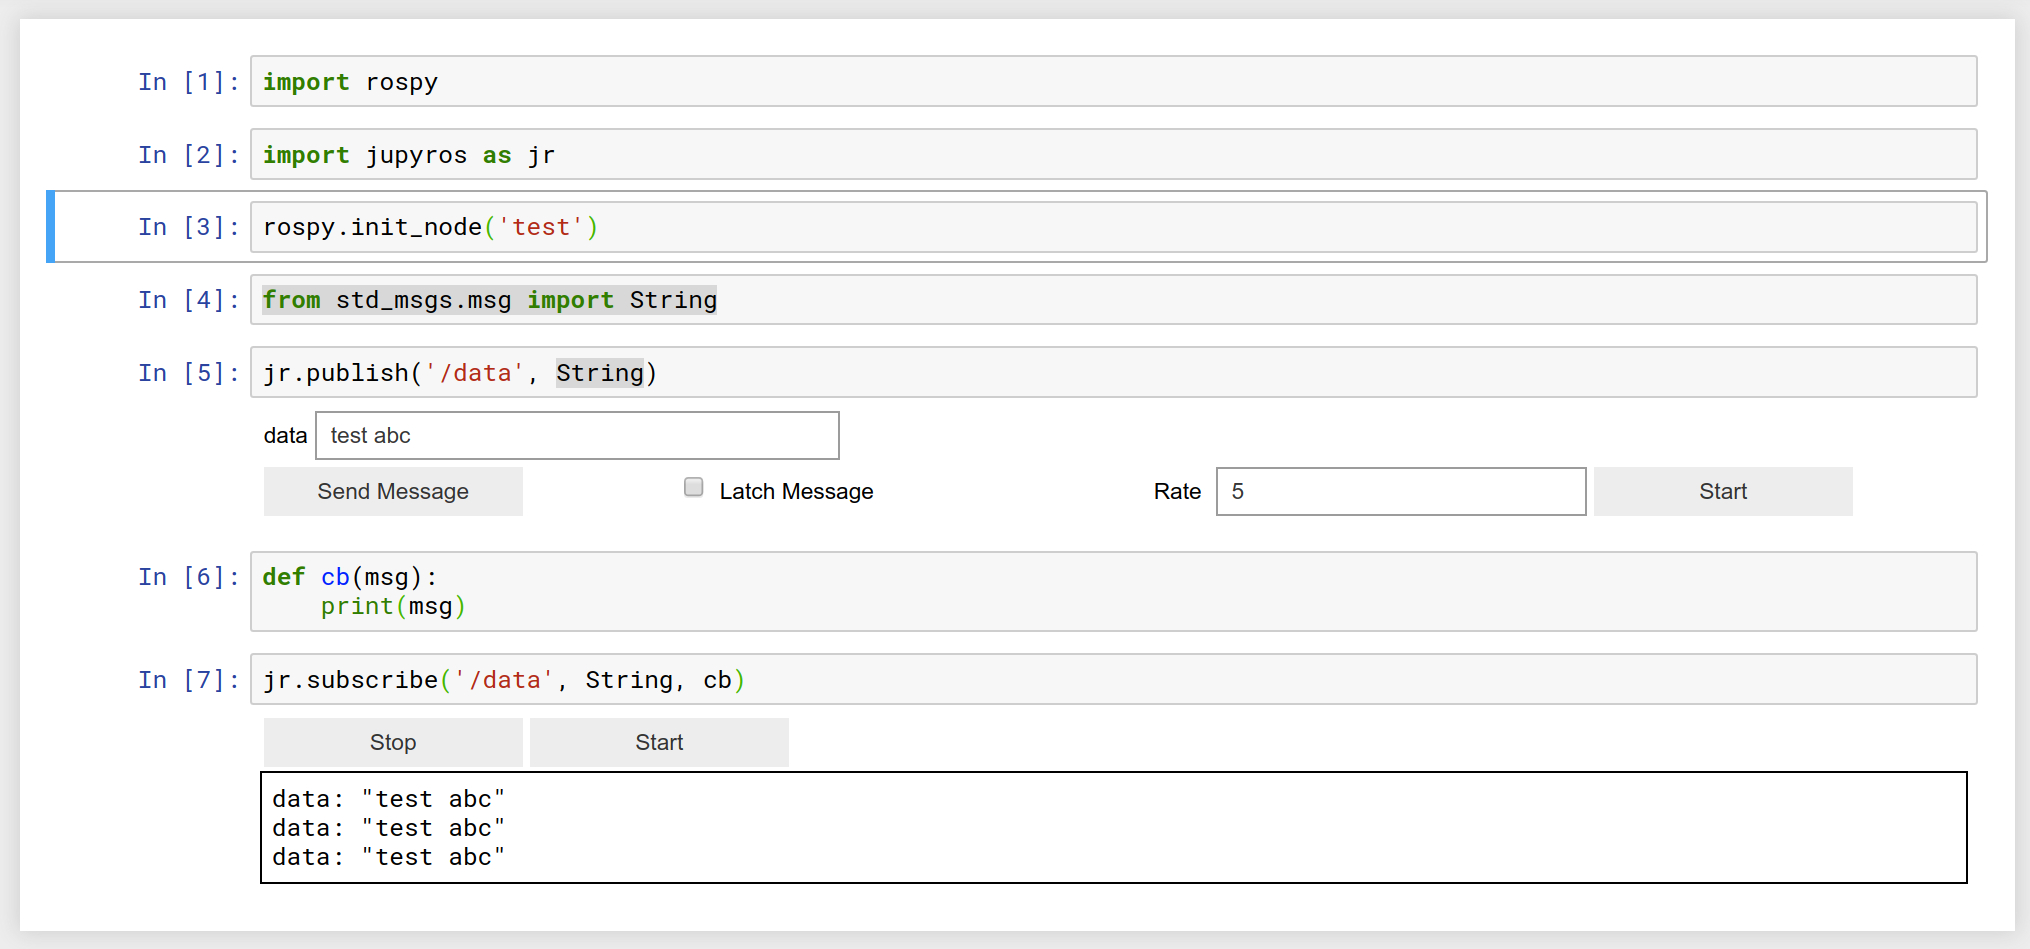 In [1]: import rospy
In [2]: import jupyros as jr
In [3]: rospy.init_node('test')
In [4]: from std_msgs.msg import String
In [5]: jr.publish('/data', String)
data test abc
Send Message Latch Message Rate 5 Start
In [6]: def cb(msg):
    print(msg)
In [7]: jr.subscribe('/data', String, cb)
Stop Start
data: "test abc"
data: "test abc"
data: "test abc"